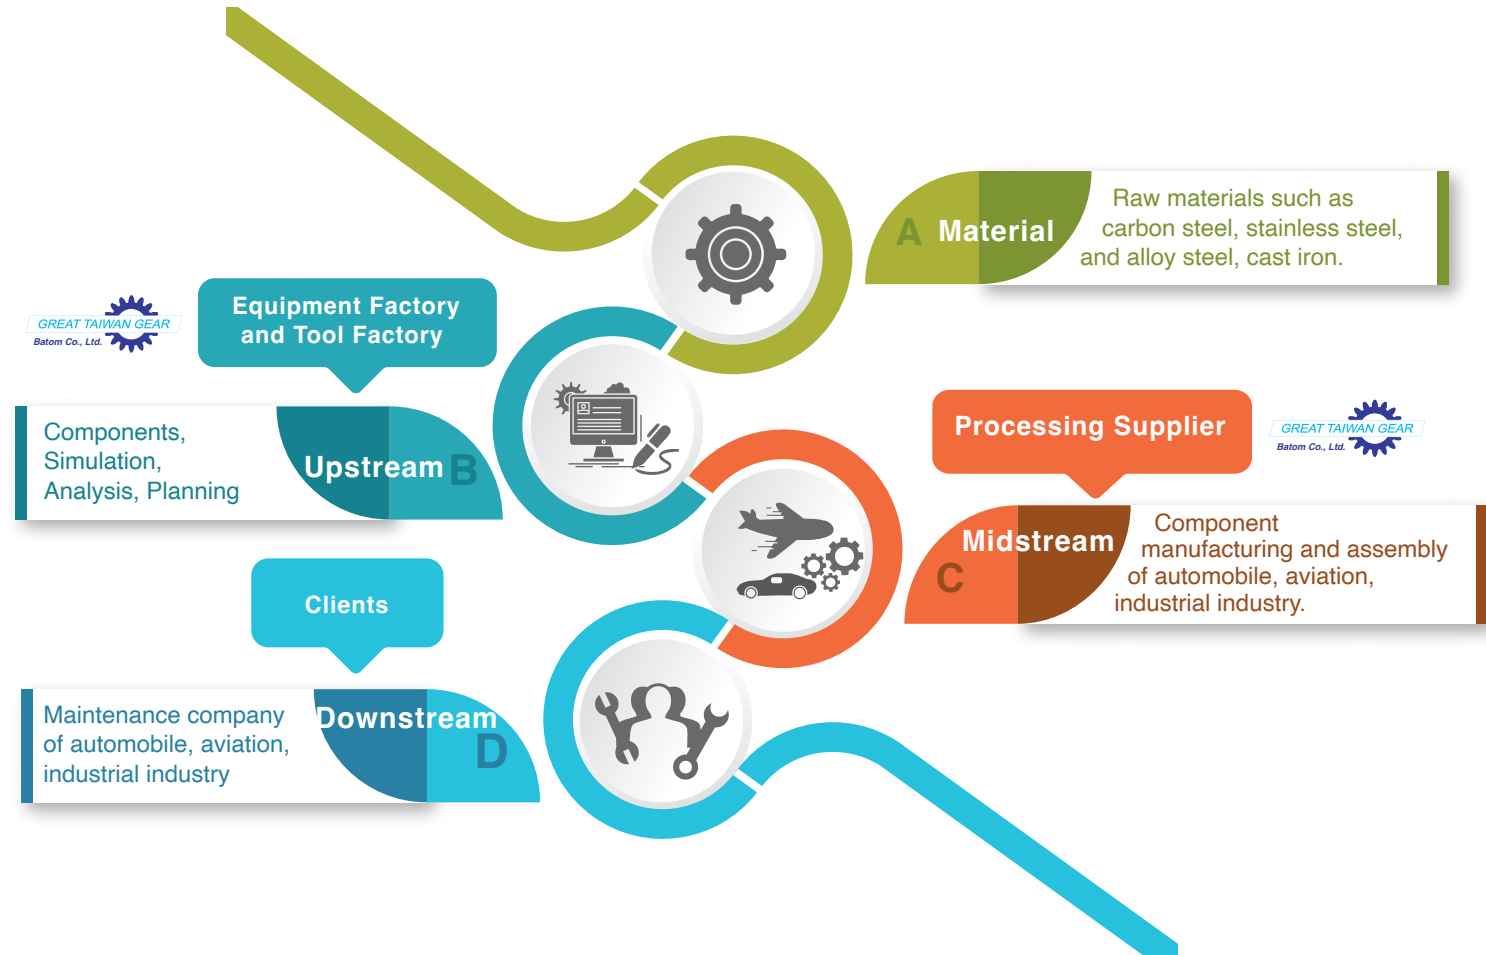 A Material
Raw materials such as
carbon steel, stainless steel,
and alloy steel, cast iron.
GREAT TAIWAN GEAR
Batom Co., Ltd.
Equipment Factory
and Tool Factory
Components,
Simulation,
Analysis, Planning
Upstream B
Processing Supplier
GREAT TAIWAN GEAR
Batom Co., Ltd.
Midstream
C
Component
manufacturing and assembly
of automobile, aviation,
industrial industry.
Clients
Maintenance company
of automobile, aviation,
industrial industry
Downstream
D